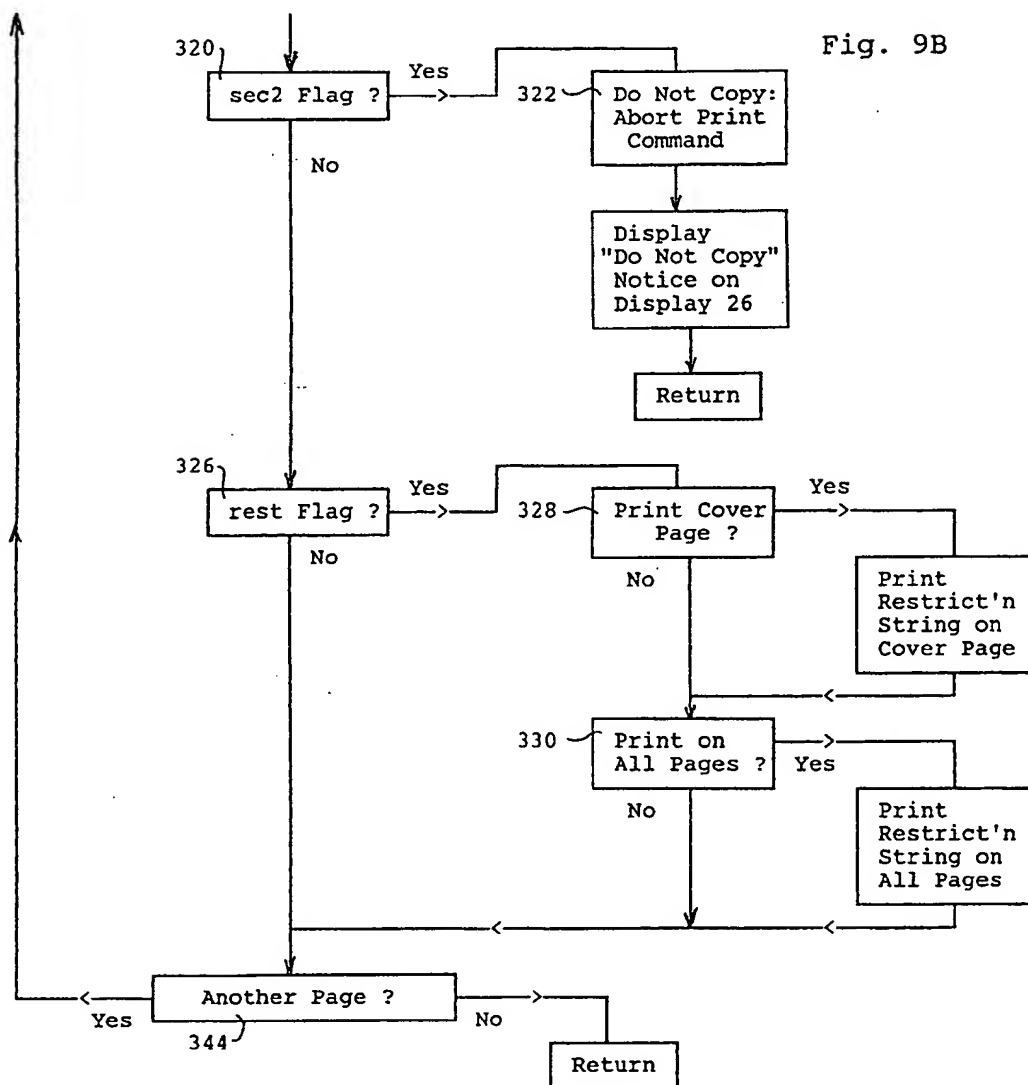 Fig. 9B
320
sec2 Flag ?
Yes
No
322
Do Not Copy:
Abort Print
Command
Display
"Do Not Copy"
Notice on
Display 26
Return
326
rest Flag ?
Yes
No
328
Print Cover
Page ?
Yes
No
Print
Restrict'n
String on
Cover Page
330
Print on
All Pages ?
Yes
No
Print
Restrict'n
String on
All Pages
Another Page ?
Yes
344
No
Return